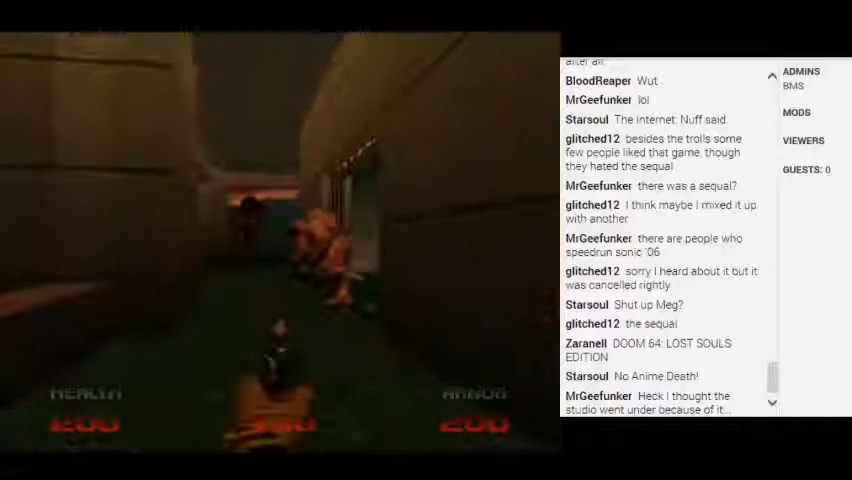 after all.
BloodReaper Wut
MrGeefunker lol
Starsoul The Internet: Nuff said.
glitched12 besides the trolls some
few people liked that game, though
they hated the sequal
MrGeefunker there was a sequal?
glitched12 I think maybe I mixed it up
with another
MrGeefunker there are people who
speedrun sonic '06
glitched12 sorry I heard about it but it
was cancelled rightly
Starsoul Shut up Meg?
glitched12 the sequal
Zaranell DOOM 64: LOST SOULS
EDITION
Starsoul No Anime Death!
MrGeefunker Heck I thought the
studio went under because of it...
ADMINS
BMS
MODS
VIEWERS
GUESTS: 0
HEALTH
200
ARMOR
200